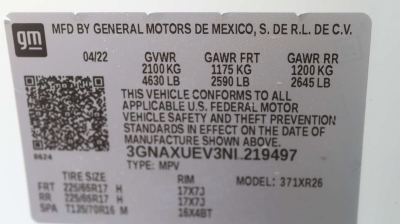 gm MFD BY GENERAL MOTORS DE MEXICO, S. DE R.L. DE C.V.
04/22 GVWR GAWR FRT GAWR RR
2100 KG 1175 KG 1200 KG
4630 LB 2590 LB 2645 LB
THIS VEHICLE CONFORMS TO ALL
APPLICABLE U.S. FEDERAL MOTOR
VEHICLE SAFETY AND THEFT PREVENTION
STANDARDS IN EFFECT ON THE DATE
OF MANUFACTURE SHOWN ABOVE.
3GNAXUEV3NL219497
8624 TYPE: MPV MODEL: 371XR26
TIRE SIZE RIM
FRT 225/65R17 H 17X7J
RR 225/65R17 H 17X7J
SPA T135/70R16 M 16X4BT